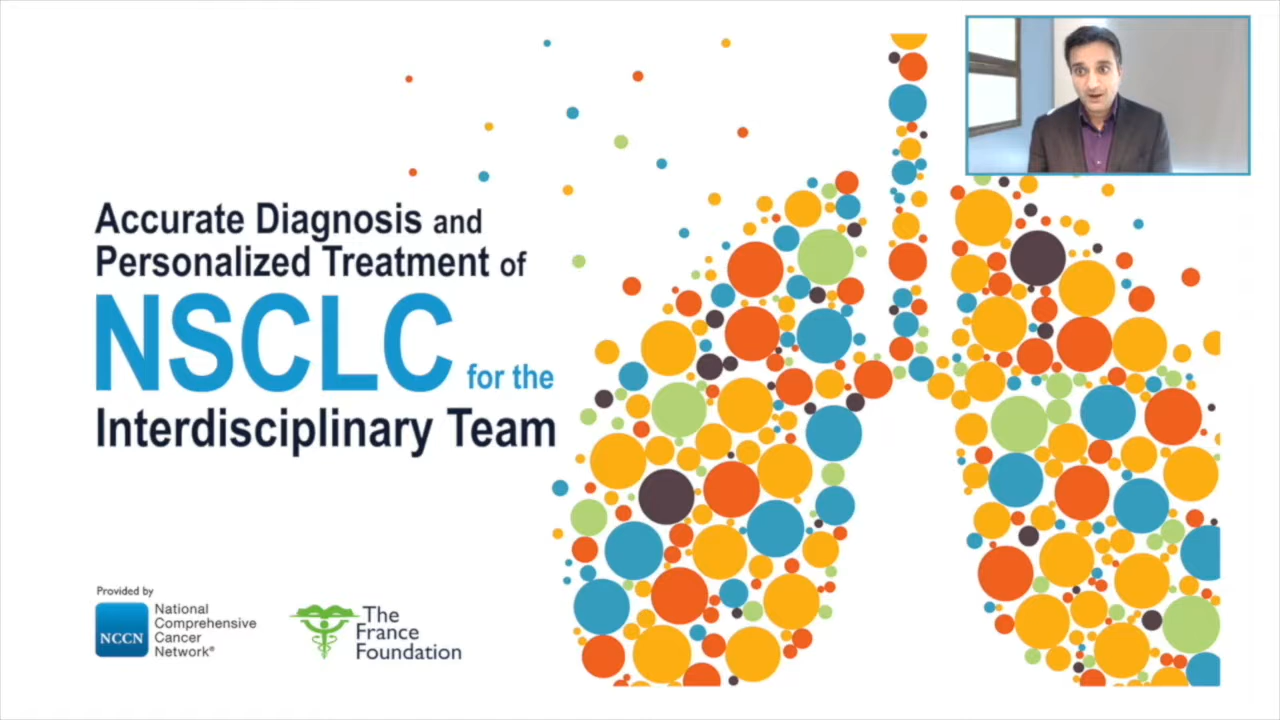 Accurate Diagnosis and
Personalized Treatment of
NSCLC for the
Interdisciplinary Team
Provided by
NCCN
National
Comprehensive
Cancer
Network®
The
France
Foundation